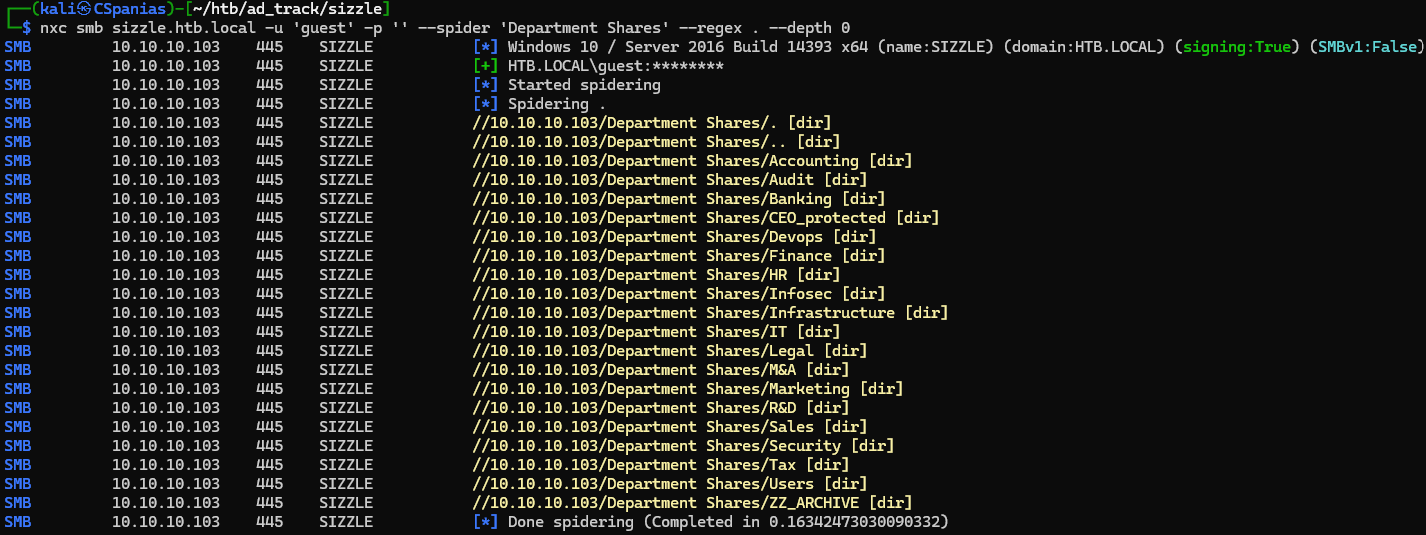 ┌──(kali㉿CSpanias)-[~/htb/ad_track/sizzle]
└─$ nxc smb sizzle.htb.local -u 'guest' -p '' --spider 'Department Shares' --regex . --depth 0
SMB 10.10.10.103 445 SIZZLE [*] Windows 10 / Server 2016 Build 14393 x64 (name:SIZZLE) (domain:HTB.LOCAL) (signing:True) (SMBv1:False)
SMB 10.10.10.103 445 SIZZLE [+] HTB.LOCAL\guest:********
SMB 10.10.10.103 445 SIZZLE [*] Started spidering
SMB 10.10.10.103 445 SIZZLE [*] Spidering .
SMB 10.10.10.103 445 SIZZLE //10.10.10.103/Department Shares/. [dir]
SMB 10.10.10.103 445 SIZZLE //10.10.10.103/Department Shares/.. [dir]
SMB 10.10.10.103 445 SIZZLE //10.10.10.103/Department Shares/Accounting [dir]
SMB 10.10.10.103 445 SIZZLE //10.10.10.103/Department Shares/Audit [dir]
SMB 10.10.10.103 445 SIZZLE //10.10.10.103/Department Shares/Banking [dir]
SMB 10.10.10.103 445 SIZZLE //10.10.10.103/Department Shares/CEO_protected [dir]
SMB 10.10.10.103 445 SIZZLE //10.10.10.103/Department Shares/Devops [dir]
SMB 10.10.10.103 445 SIZZLE //10.10.10.103/Department Shares/Finance [dir]
SMB 10.10.10.103 445 SIZZLE //10.10.10.103/Department Shares/HR [dir]
SMB 10.10.10.103 445 SIZZLE //10.10.10.103/Department Shares/Infosec [dir]
SMB 10.10.10.103 445 SIZZLE //10.10.10.103/Department Shares/Infrastructure [dir]
SMB 10.10.10.103 445 SIZZLE //10.10.10.103/Department Shares/IT [dir]
SMB 10.10.10.103 445 SIZZLE //10.10.10.103/Department Shares/Legal [dir]
SMB 10.10.10.103 445 SIZZLE //10.10.10.103/Department Shares/M&A [dir]
SMB 10.10.10.103 445 SIZZLE //10.10.10.103/Department Shares/Marketing [dir]
SMB 10.10.10.103 445 SIZZLE //10.10.10.103/Department Shares/R&D [dir]
SMB 10.10.10.103 445 SIZZLE //10.10.10.103/Department Shares/Sales [dir]
SMB 10.10.10.103 445 SIZZLE //10.10.10.103/Department Shares/Security [dir]
SMB 10.10.10.103 445 SIZZLE //10.10.10.103/Department Shares/Tax [dir]
SMB 10.10.10.103 445 SIZZLE //10.10.10.103/Department Shares/Users [dir]
SMB 10.10.10.103 445 SIZZLE //10.10.10.103/Department Shares/ZZ_ARCHIVE [dir]
SMB 10.10.10.103 445 SIZZLE [*] Done spidering (Completed in 0.16342473030090332)